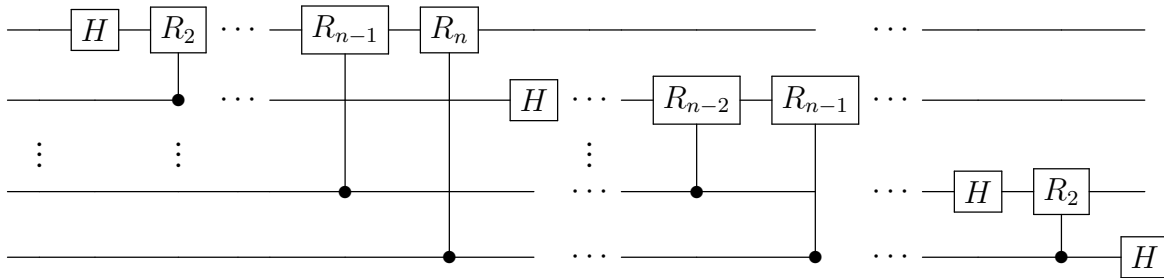 H R_2 ⋯ R_{n-1} R_n ⋯
⋯ H ⋯ R_{n-2} R_{n-1} ⋯
⋮ ⋮ ⋮
⋯ ⋯ H R_2
⋯ ⋯ H